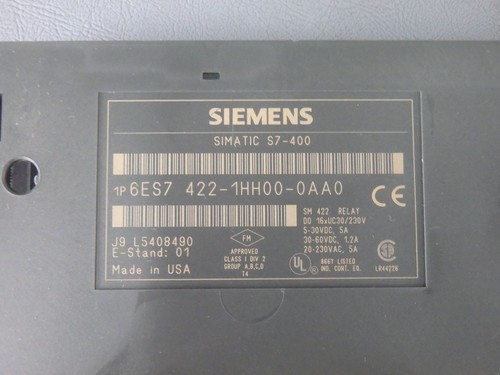 SIEMENS
SIMATIC S7-400
1P 6ES7 422-1HH00-0AA0
J9 L5408490
E-Stand: 01
Made in USA
FM
APPROVED
CLASS I DIV 2
GROUP A,B,C,D
T4
SM 422 RELAY
DO 16xUC30/230V
5-30VDC, 5A
30-60VDC, 1.2A
20-230VAC, 5A
UL
86GY LISTED
IND. CONT. EQ.
CE
LR44226